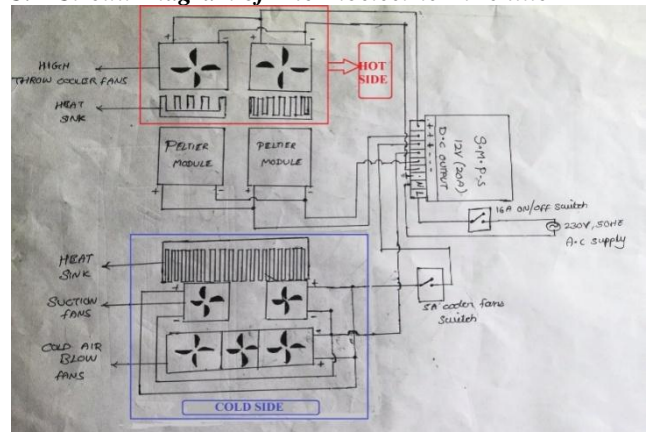 HIGH
THROW COOLER FANS
HEAT
SINK
HOT
SIDE
PELTIER
MODULE
PELTIER
MODULE
S.M.P.S
12V (20A)
D.C OUTPUT
+
+
+
-
-
-
N
L
16A ON/OFF Switch
230V, 50HZ
A.C Supply
HEAT
SINK
SUCTION
FANS
COLD AIR
BLOW
FANS
5A cooler fans
Switch
COLD SIDE